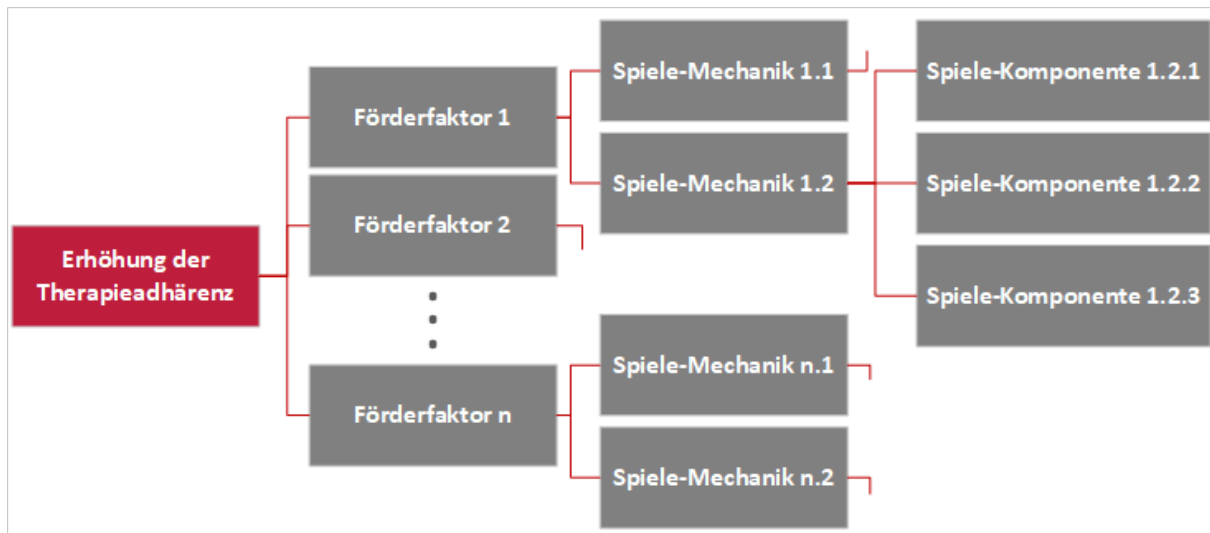 Erhöhung der
Therapieadhärenz
Förderfaktor 1
Förderfaktor 2
Förderfaktor n
Spiele-Mechanik 1.1
Spiele-Mechanik 1.2
Spiele-Mechanik n.1
Spiele-Mechanik n.2
Spiele-Komponente 1.2.1
Spiele-Komponente 1.2.2
Spiele-Komponente 1.2.3